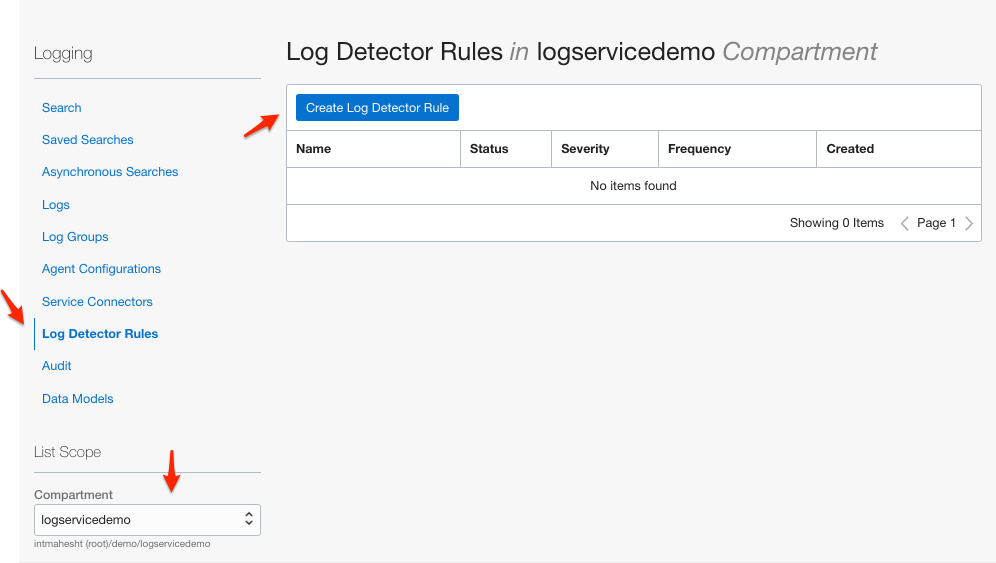 Logging
Search
Saved Searches
Asynchronous Searches
Logs
Log Groups
Agent Configurations
Service Connectors
Log Detector Rules
Audit
Data Models
List Scope
Compartment
logservicedemo
intmahesht (root)/demo/logservicedemo
Log Detector Rules in logservicedemo Compartment
Create Log Detector Rule
Name Status Severity Frequency Created
No items found
Showing 0 Items Page 1